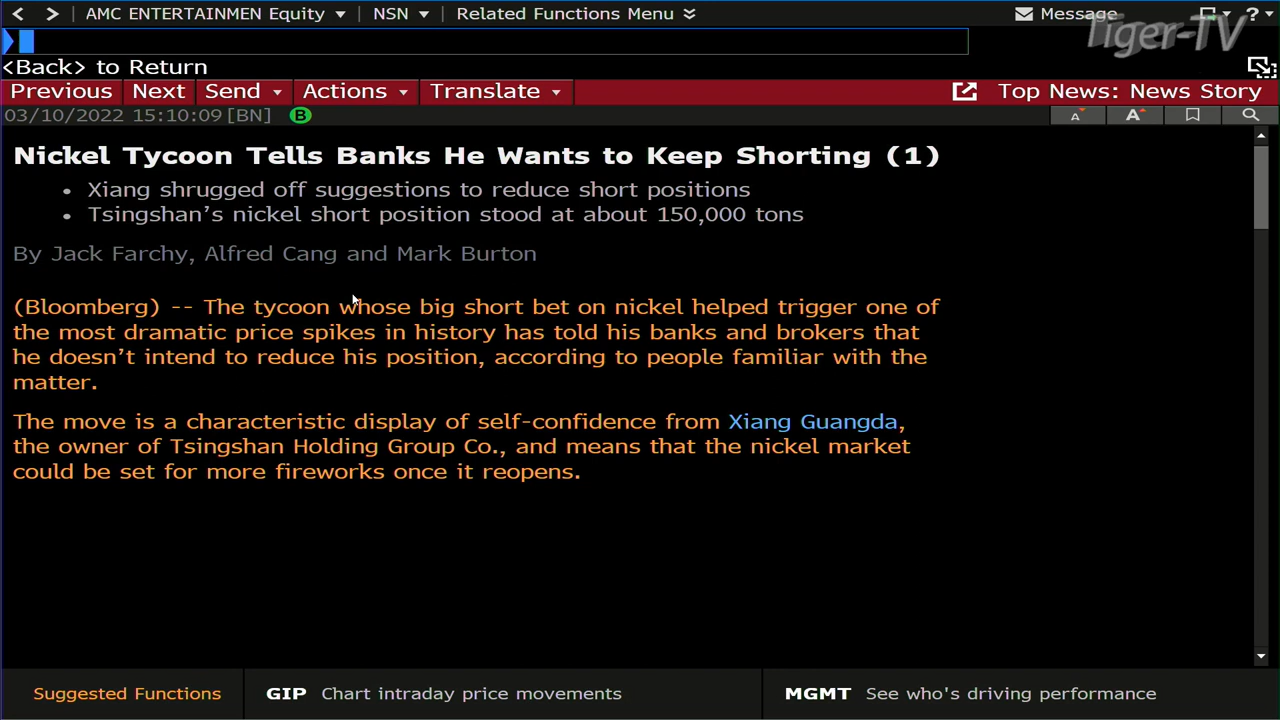 AMC ENTERTAINMEN Equity NSN Related Functions Menu Message ?
Tiger-TV
<Back> to Return
Previous Next Send Actions Translate Top News: News Story
03/10/2022 15:10:09 [BN] B A A
Nickel Tycoon Tells Banks He Wants to Keep Shorting (1)
• Xiang shrugged off suggestions to reduce short positions
• Tsingshan's nickel short position stood at about 150,000 tons
By Jack Farchy, Alfred Cang and Mark Burton
(Bloomberg) -- The tycoon whose big short bet on nickel helped trigger one of
the most dramatic price spikes in history has told his banks and brokers that
he doesn't intend to reduce his position, according to people familiar with the
matter.
The move is a characteristic display of self-confidence from Xiang Guangda,
the owner of Tsingshan Holding Group Co., and means that the nickel market
could be set for more fireworks once it reopens.
Suggested Functions GIP Chart intraday price movements MGMT See who's driving performance